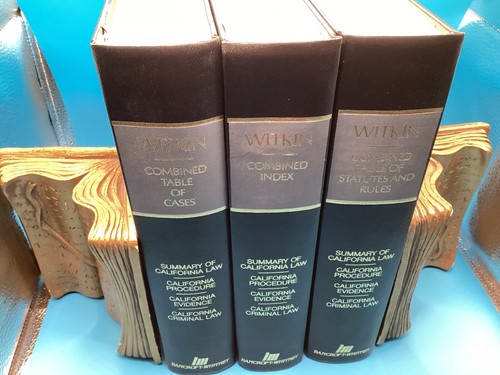 WITKIN
COMBINED
TABLE
OF
CASES
SUMMARY OF
CALIFORNIA LAW
CALIFORNIA
PROCEDURE
CALIFORNIA
EVIDENCE
CALIFORNIA
CRIMINAL LAW
BANCROFT-WHITNEY
WITKIN
COMBINED
INDEX
SUMMARY OF
CALIFORNIA LAW
CALIFORNIA
PROCEDURE
CALIFORNIA
EVIDENCE
CALIFORNIA
CRIMINAL LAW
BANCROFT-WHITNEY
WITKIN
COMBINED
TABLES OF
STATUTES AND
RULES
SUMMARY OF
CALIFORNIA LAW
CALIFORNIA
PROCEDURE
CALIFORNIA
EVIDENCE
CALIFORNIA
CRIMINAL LAW
BANCROFT-WHITNEY